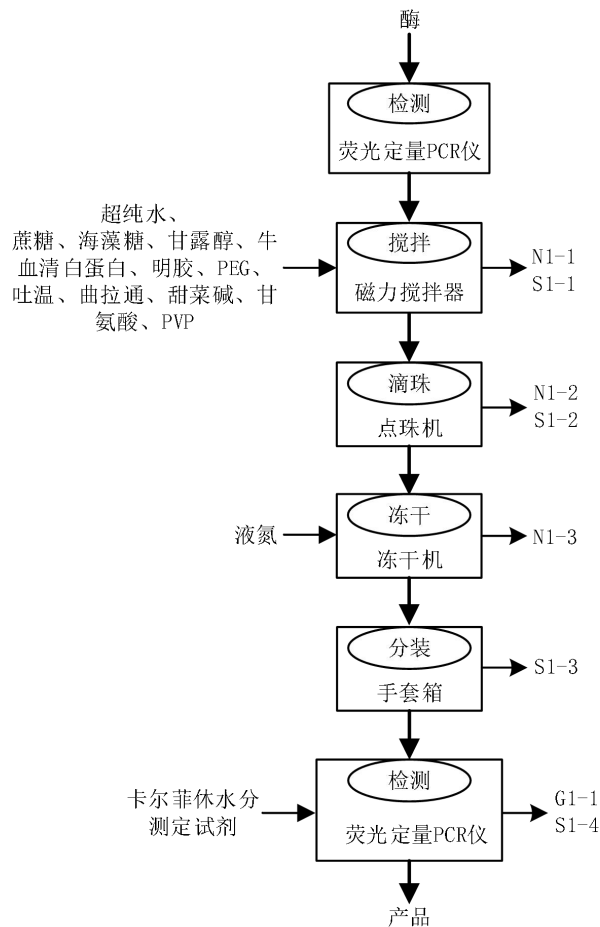 酶
检测
荧光定量PCR仪
超纯水、
蔗糖、海藻糖、甘露醇、牛
血清白蛋白、明胶、PEG、
吐温、曲拉通、甜菜碱、甘
氨酸、PVP
搅拌
磁力搅拌器
N1-1
S1-1
滴珠
点珠机
N1-2
S1-2
液氮
冻干
冻干机
N1-3
分装
手套箱
S1-3
卡尔菲休水分
测定试剂
检测
荧光定量PCR仪
G1-1
S1-4
产品